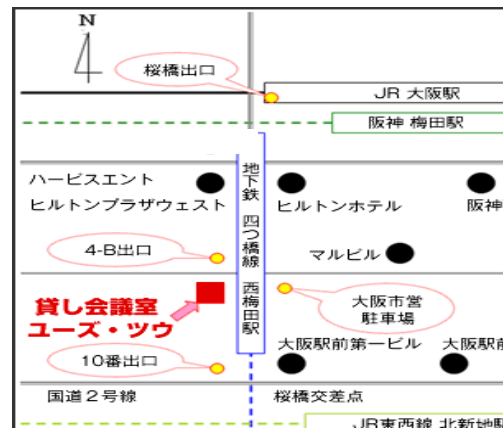 N
桜橋出口
JR 大阪駅
阪神 梅田駅
ハービスエント
ヒルトンプラザウェスト
地下鉄 四つ橋線 西梅田駅
ヒルトンホテル
阪神
4-B出口
マルビル
貸し会議室
ユーズ・ツウ
大阪市営
駐車場
10番出口
大阪駅前第一ビル
大阪駅前
国道2号線
桜橋交差点
JR東西線 北新地駅